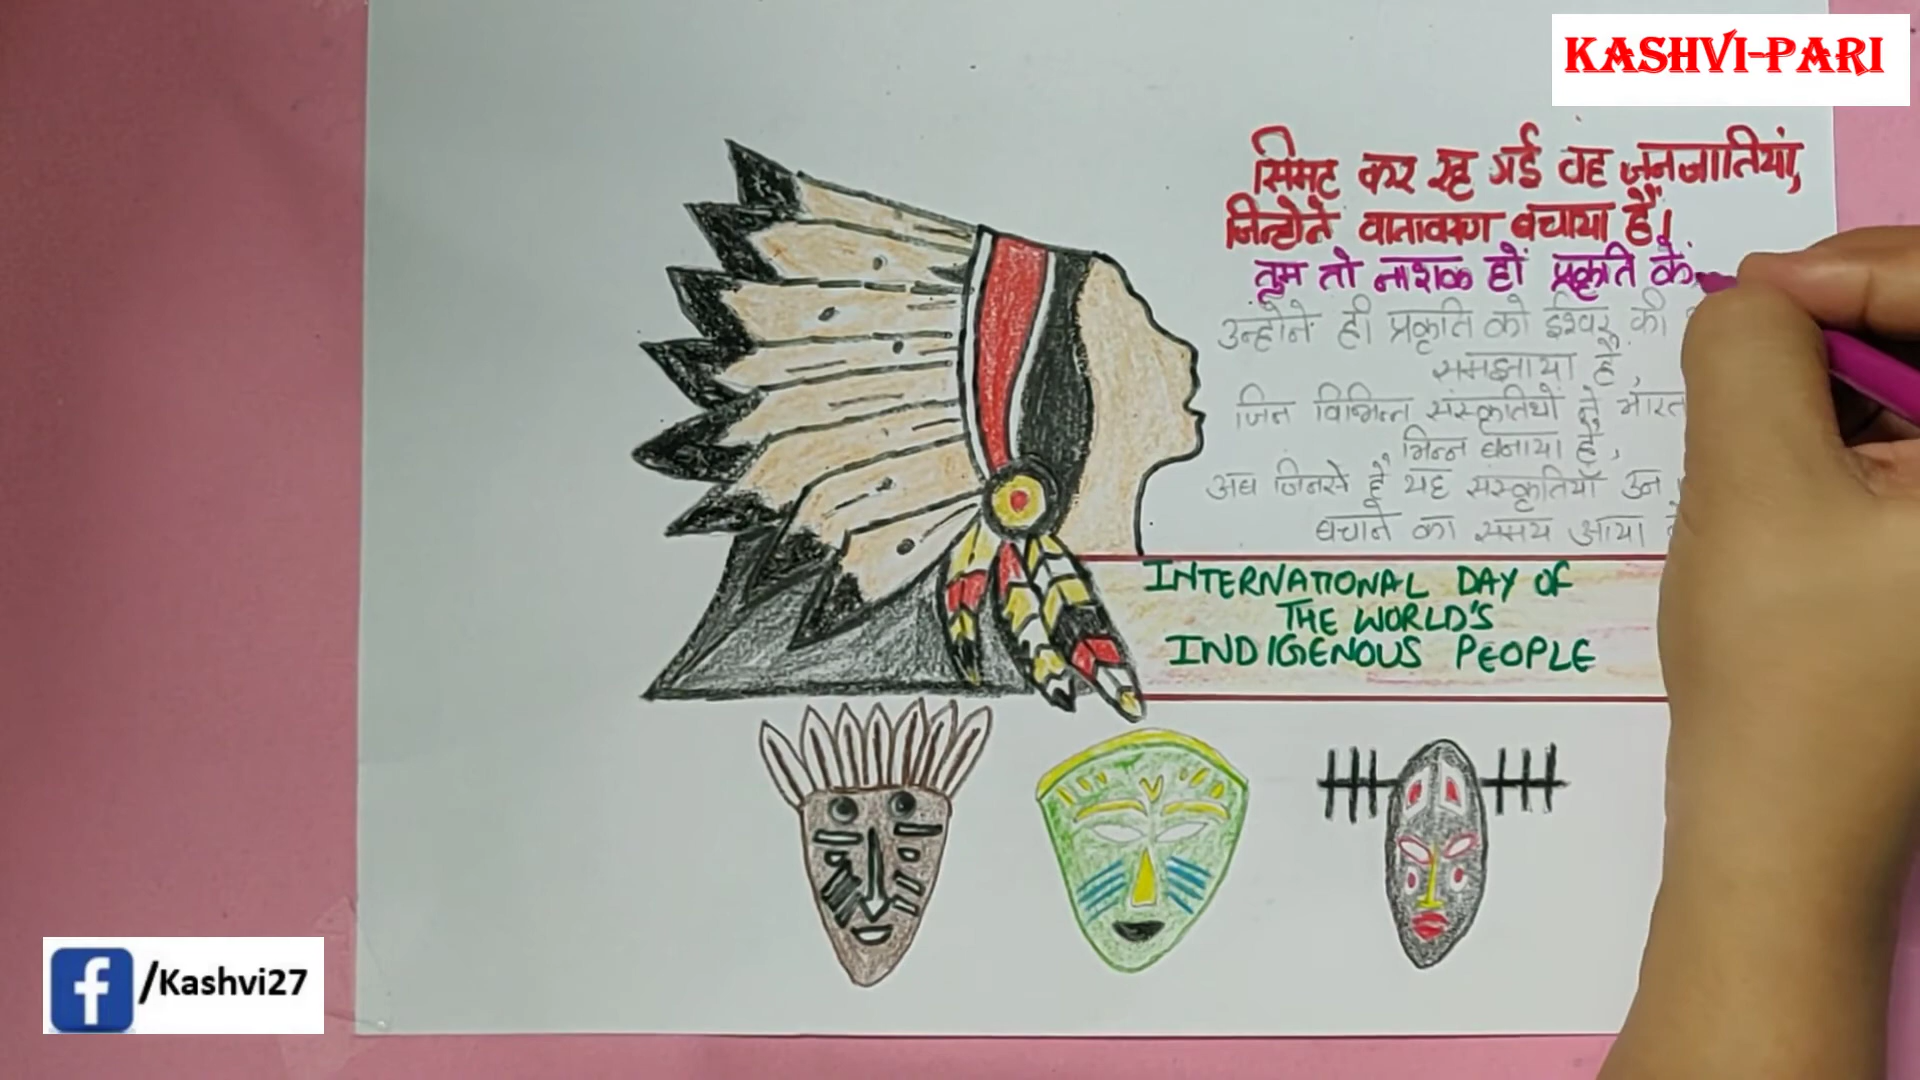 KASHVI-PARI
सिमट कर रह गई वह जनजातियां,
जिन्होने वातावरण बचाया हैं।
तुम तो नाशक हों प्रकृति के
उन्होनें ही प्रकृति को ईश्वर की
समझाया है,
जिन विभिन्न संस्कृतियों ने भारत
भिन्न बनाया है,
अब जिनसे है यह संस्कृतियाँ उन
बचाने का समय आया
INTERNATIONAL DAY OF
THE WORLD'S
INDIGENOUS PEOPLE
/Kashvi27